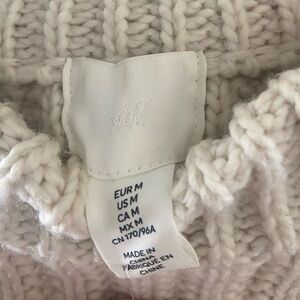 H&M
EUR M
US M
CA M
MX M
CN 170/96A
MADE IN
CHINA
FABRIQUÉ EN
CHINE